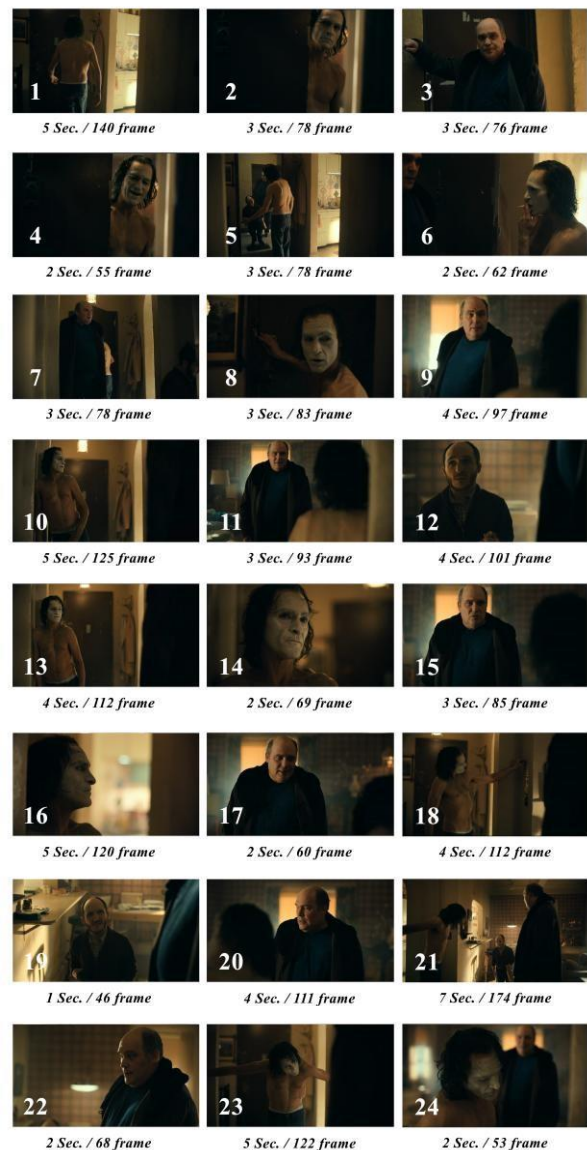 1 2 3
5 Sec. / 140 frame 3 Sec. / 78 frame 3 Sec. / 76 frame
4 5 6
2 Sec. / 55 frame 3 Sec. / 78 frame 2 Sec. / 62 frame
7 8 9
3 Sec. / 78 frame 3 Sec. / 83 frame 4 Sec. / 97 frame
10 11 12
5 Sec. / 125 frame 3 Sec. / 93 frame 4 Sec. / 101 frame
13 14 15
4 Sec. / 112 frame 2 Sec. / 69 frame 3 Sec. / 85 frame
16 17 18
5 Sec. / 120 frame 2 Sec. / 60 frame 4 Sec. / 112 frame
19 20 21
1 Sec. / 46 frame 4 Sec. / 111 frame 7 Sec. / 174 frame
22 23 24
2 Sec. / 68 frame 5 Sec. / 122 frame 2 Sec. / 53 frame